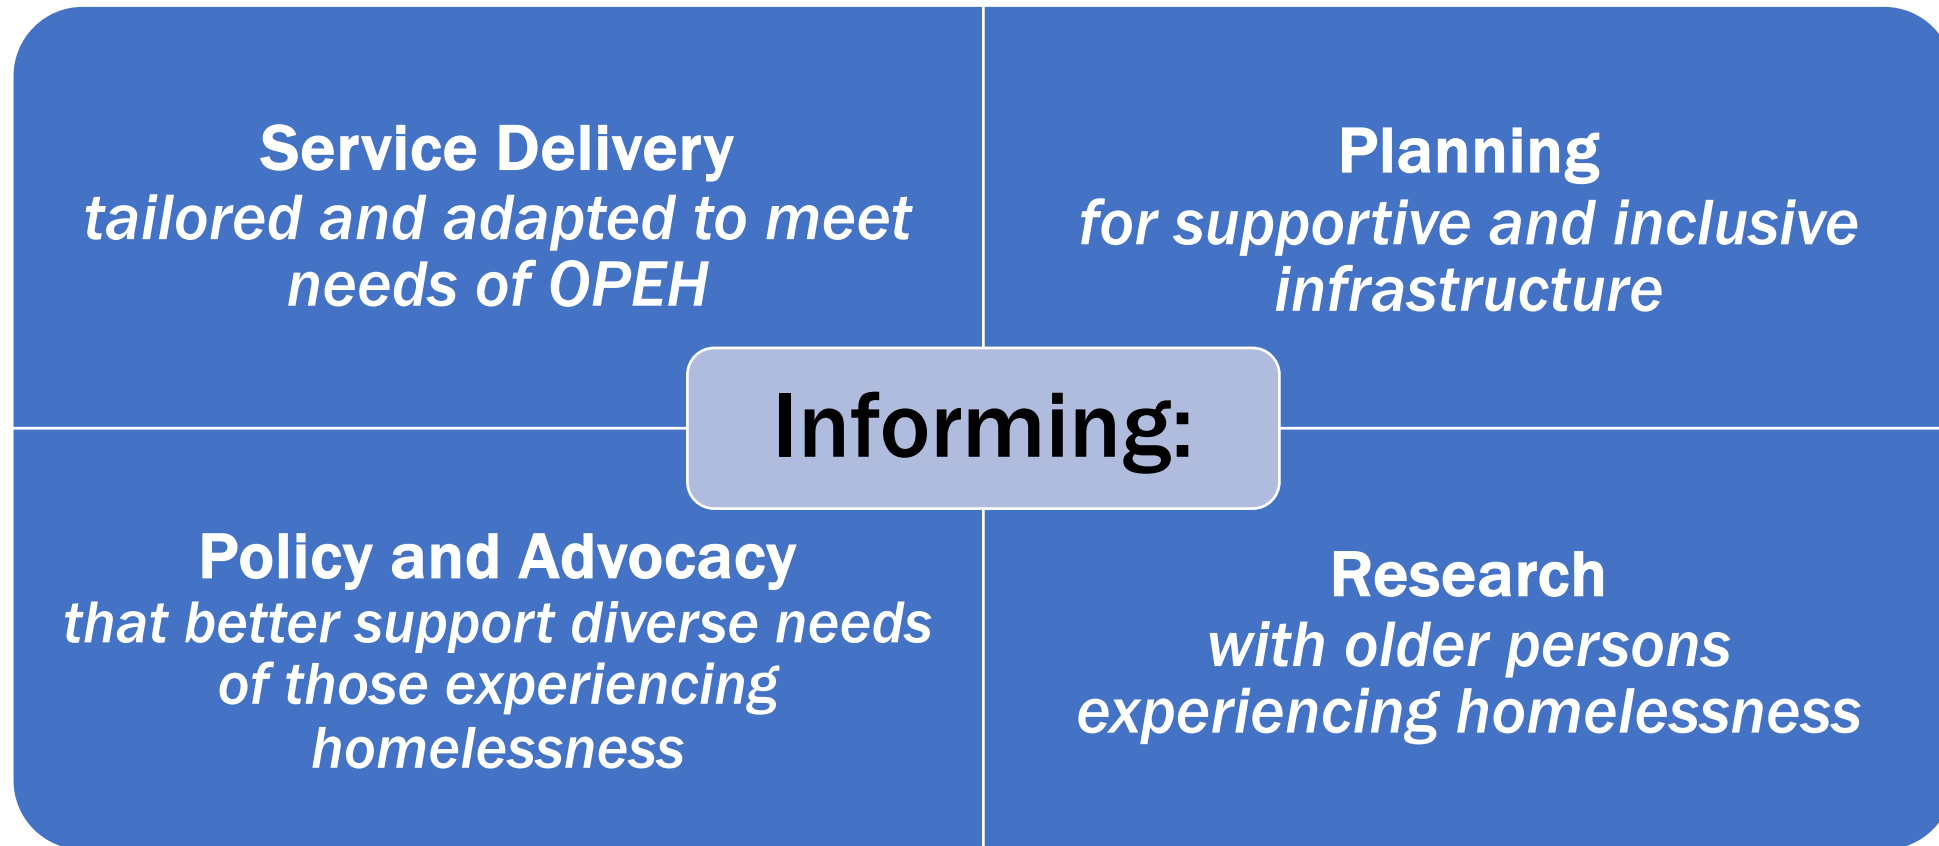 Service Delivery
tailored and adapted to meet
needs of OPEH
Planning
for supportive and inclusive
infrastructure
Informing:
Policy and Advocacy
that better support diverse needs
of those experiencing
homelessness
Research
with older persons
experiencing homelessness